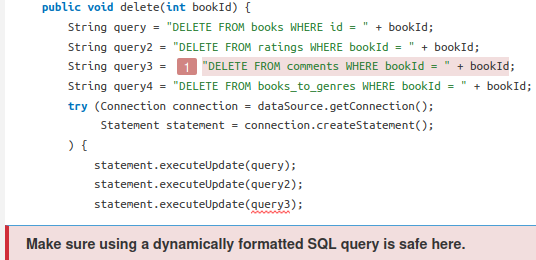 public void delete(int bookId) {
String query = "DELETE FROM books WHERE id = " + bookId;
String query2 = "DELETE FROM ratings WHERE bookId = " + bookId;
String query3 = 1 "DELETE FROM comments WHERE bookId = " + bookId;
String query4 = "DELETE FROM books_to_genres WHERE bookId = " + bookId;
try (Connection connection = dataSource.getConnection();
Statement statement = connection.createStatement();
) {
statement.executeUpdate(query);
statement.executeUpdate(query2);
statement.executeUpdate(query3);
Make sure using a dynamically formatted SQL query is safe here.